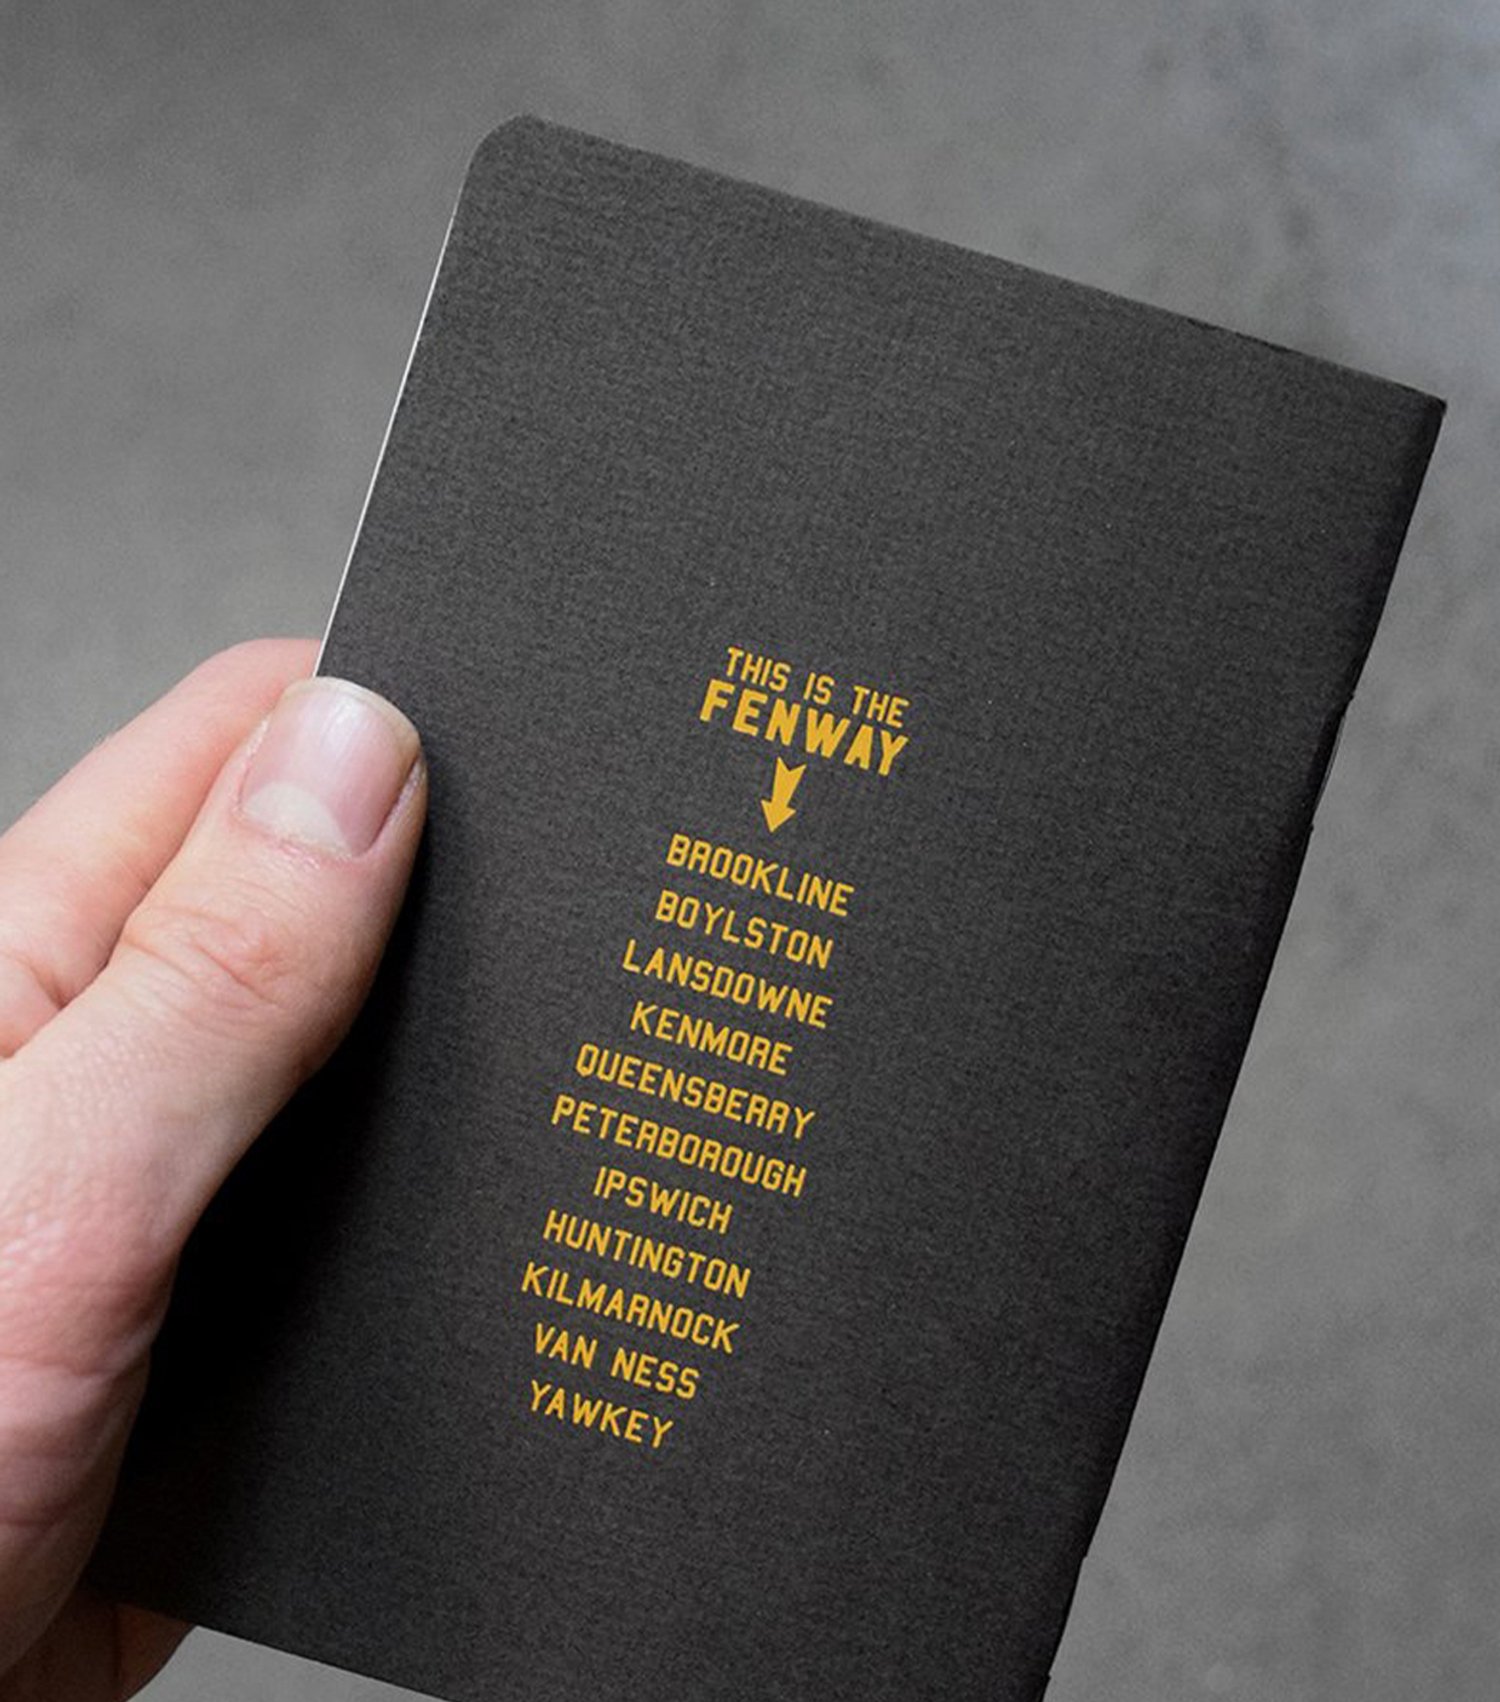 THIS IS THE
FENWAY
BROOKLINE
BOYLSTON
LANSDOWNE
KENMORE
QUEENSBERRY
PETERBOROUGH
IPSWICH
HUNTINGTON
KILMARNOCK
VAN NESS
YAWKEY